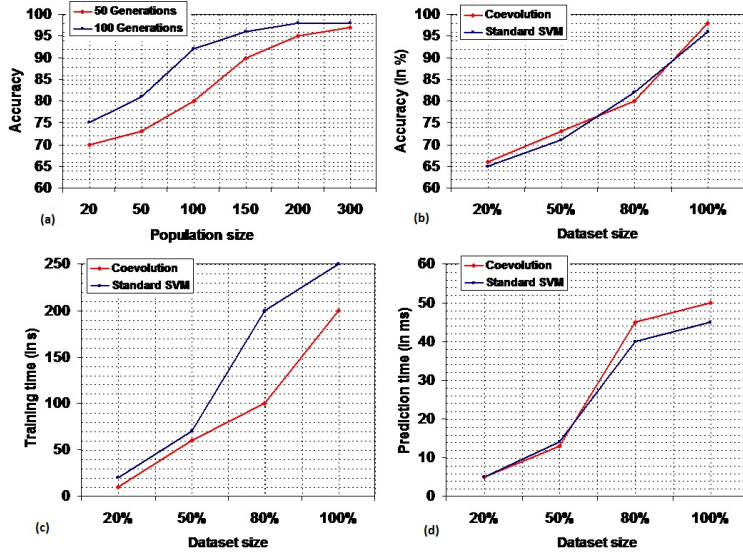 50 Generations
100 Generations
100
95
90
85
80
75
70
65
60
Accuracy
20 50 100 150 200 300
(a)
Population size
Coevolution
Standard SVM
100
95
90
85
80
75
70
65
60
Accuracy (in %)
20% 50% 80% 100%
(b)
Dataset size
Coevolution
Standard SVM
250
200
150
100
50
0
Training time (in s)
20% 50% 80% 100%
(c)
Dataset size
Coevolution
Standard SVM
60
50
40
30
20
10
0
Prediction time (in ms)
20% 50% 80% 100%
(d)
Dataset size